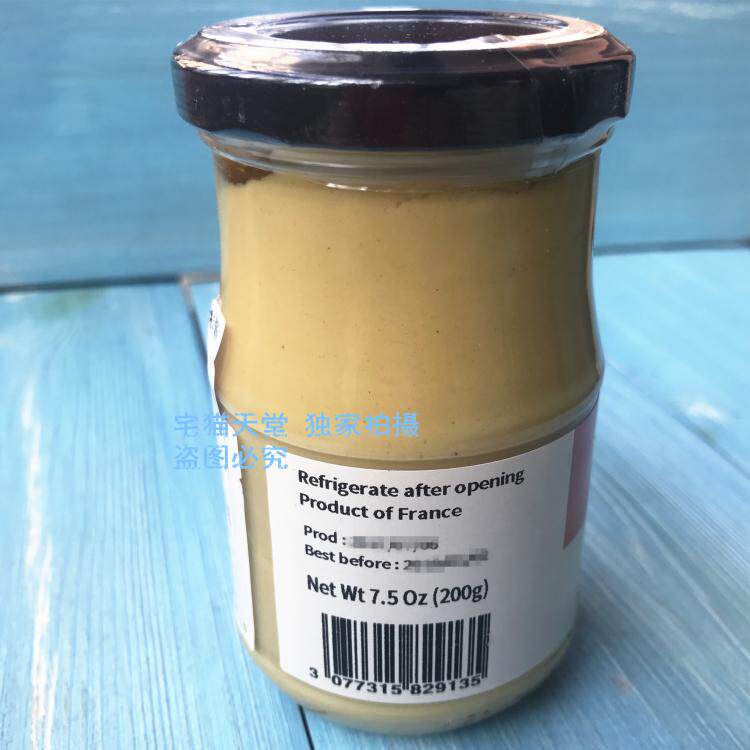 宅猫天堂 独家拍摄
盗图必究
Refrigerate after opening
Product of France
Prod :
Best before : 2
Net Wt 7.5 Oz (200g)
3 077315 829135